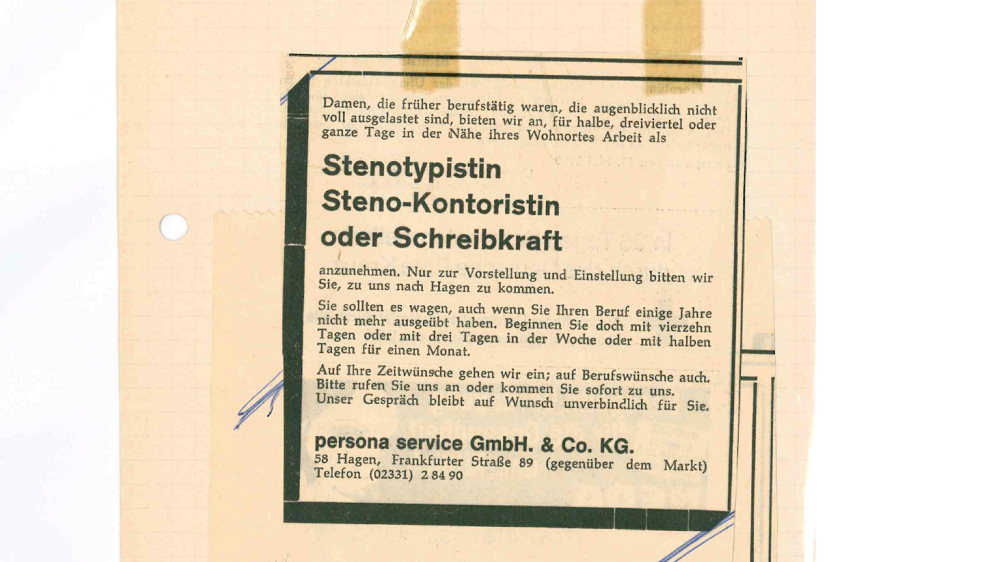 Damen, die früher berufstätig waren, die augenblicklich nicht
voll ausgelastet sind, bieten wir an, für halbe, dreiviertel oder
ganze Tage in der Nähe ihres Wohnortes Arbeit als
Stenotypistin
Steno-Kontoristin
oder Schreibkraft
anzunehmen. Nur zur Vorstellung und Einstellung bitten wir
Sie, zu uns nach Hagen zu kommen.
Sie sollten es wagen, auch wenn Sie Ihren Beruf einige Jahre
nicht mehr ausgeübt haben. Beginnen Sie doch mit vierzehn
Tagen oder mit drei Tagen in der Woche oder mit halben
Tagen für einen Monat.
Auf Ihre Zeitwünsche gehen wir ein; auf Berufswünsche auch.
Bitte rufen Sie uns an oder kommen Sie sofort zu uns.
Unser Gespräch bleibt auf Wunsch unverbindlich für Sie.
persona service GmbH. & Co. KG.
58 Hagen, Frankfurter Straße 89 (gegenüber dem Markt)
Telefon (02331) 2 84 90